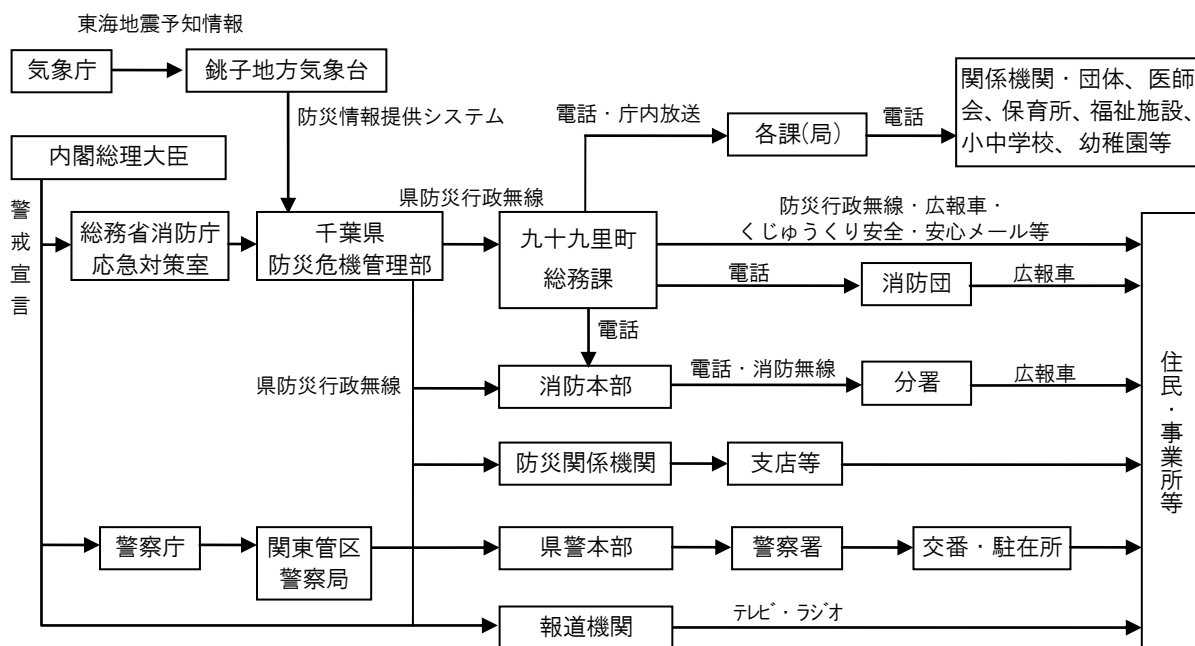 東海地震予知情報
気象庁
銚子地方気象台
防災情報提供システム
電話・庁内放送
各課(局)
電話
関係機関・団体、医師
会、保育所、福祉施設、
小中学校、幼稚園等
内閣総理大臣
警戒宣言
総務省消防庁
応急対策室
千葉県
防災危機管理部
県防災行政無線
九十九里町
総務課
防災行政無線・広報車・
くじゅうくり安全・安心メール等
電話
消防団
広報車
電話
県防災行政無線
消防本部
電話・消防無線
分署
広報車
住民・事業所等
防災関係機関
支店等
警察庁
関東管区
警察局
県警本部
警察署
交番・駐在所
報道機関
ﾃﾚﾋﾞ・ﾗｼﾞｵ